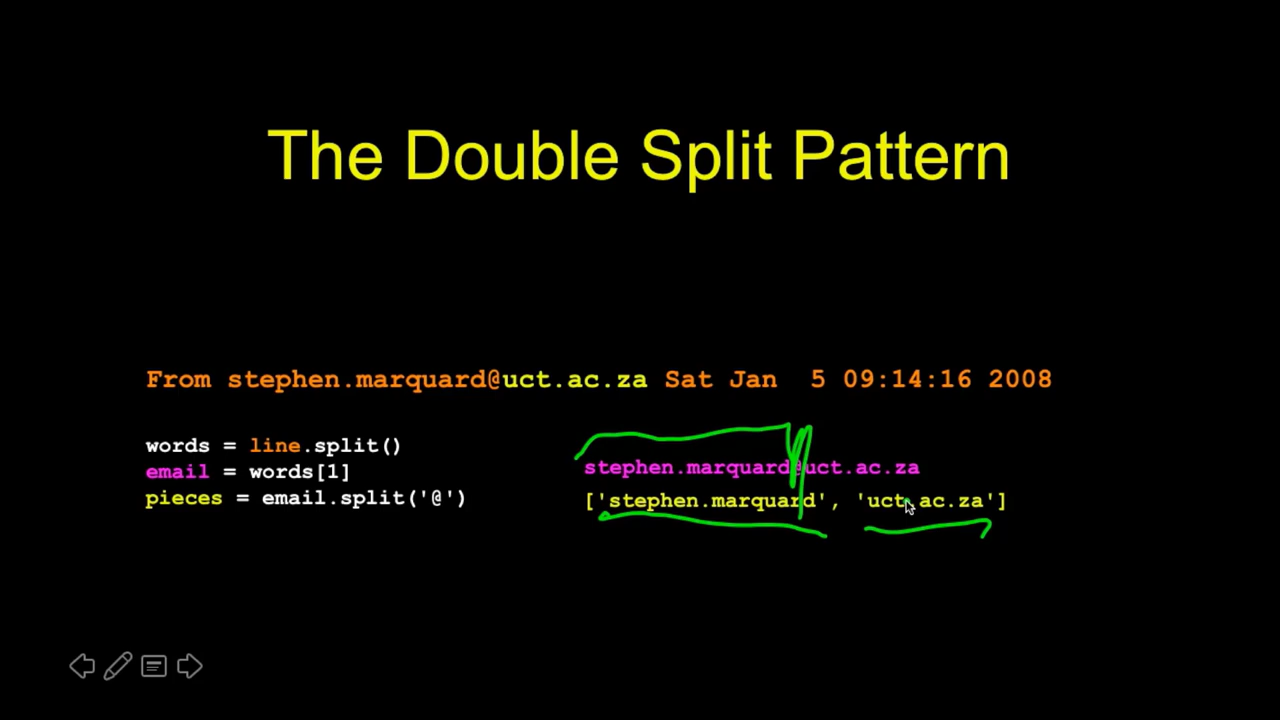 The Double Split Pattern
From stephen.marquard@uct.ac.za Sat Jan  5 09:14:16 2008
words = line.split()
email = words[1]
pieces = email.split('@')
stephen.marquard@uct.ac.za
['stephen.marquard', 'uct.ac.za']